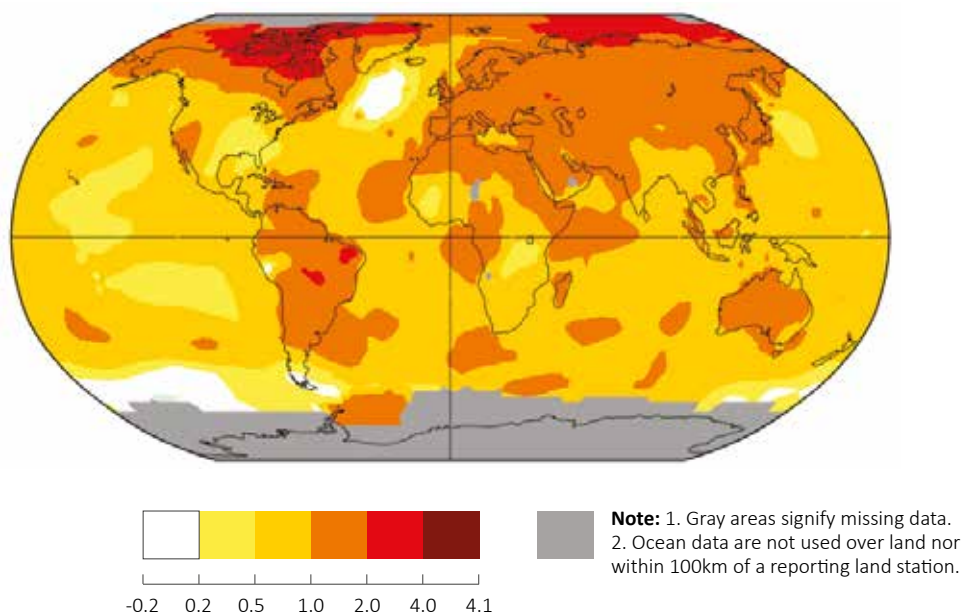 Note: 1. Gray areas signify missing data.
2. Ocean data are not used over land nor
within 100km of a reporting land station.
-0.2 0.2 0.5 1.0 2.0 4.0 4.1